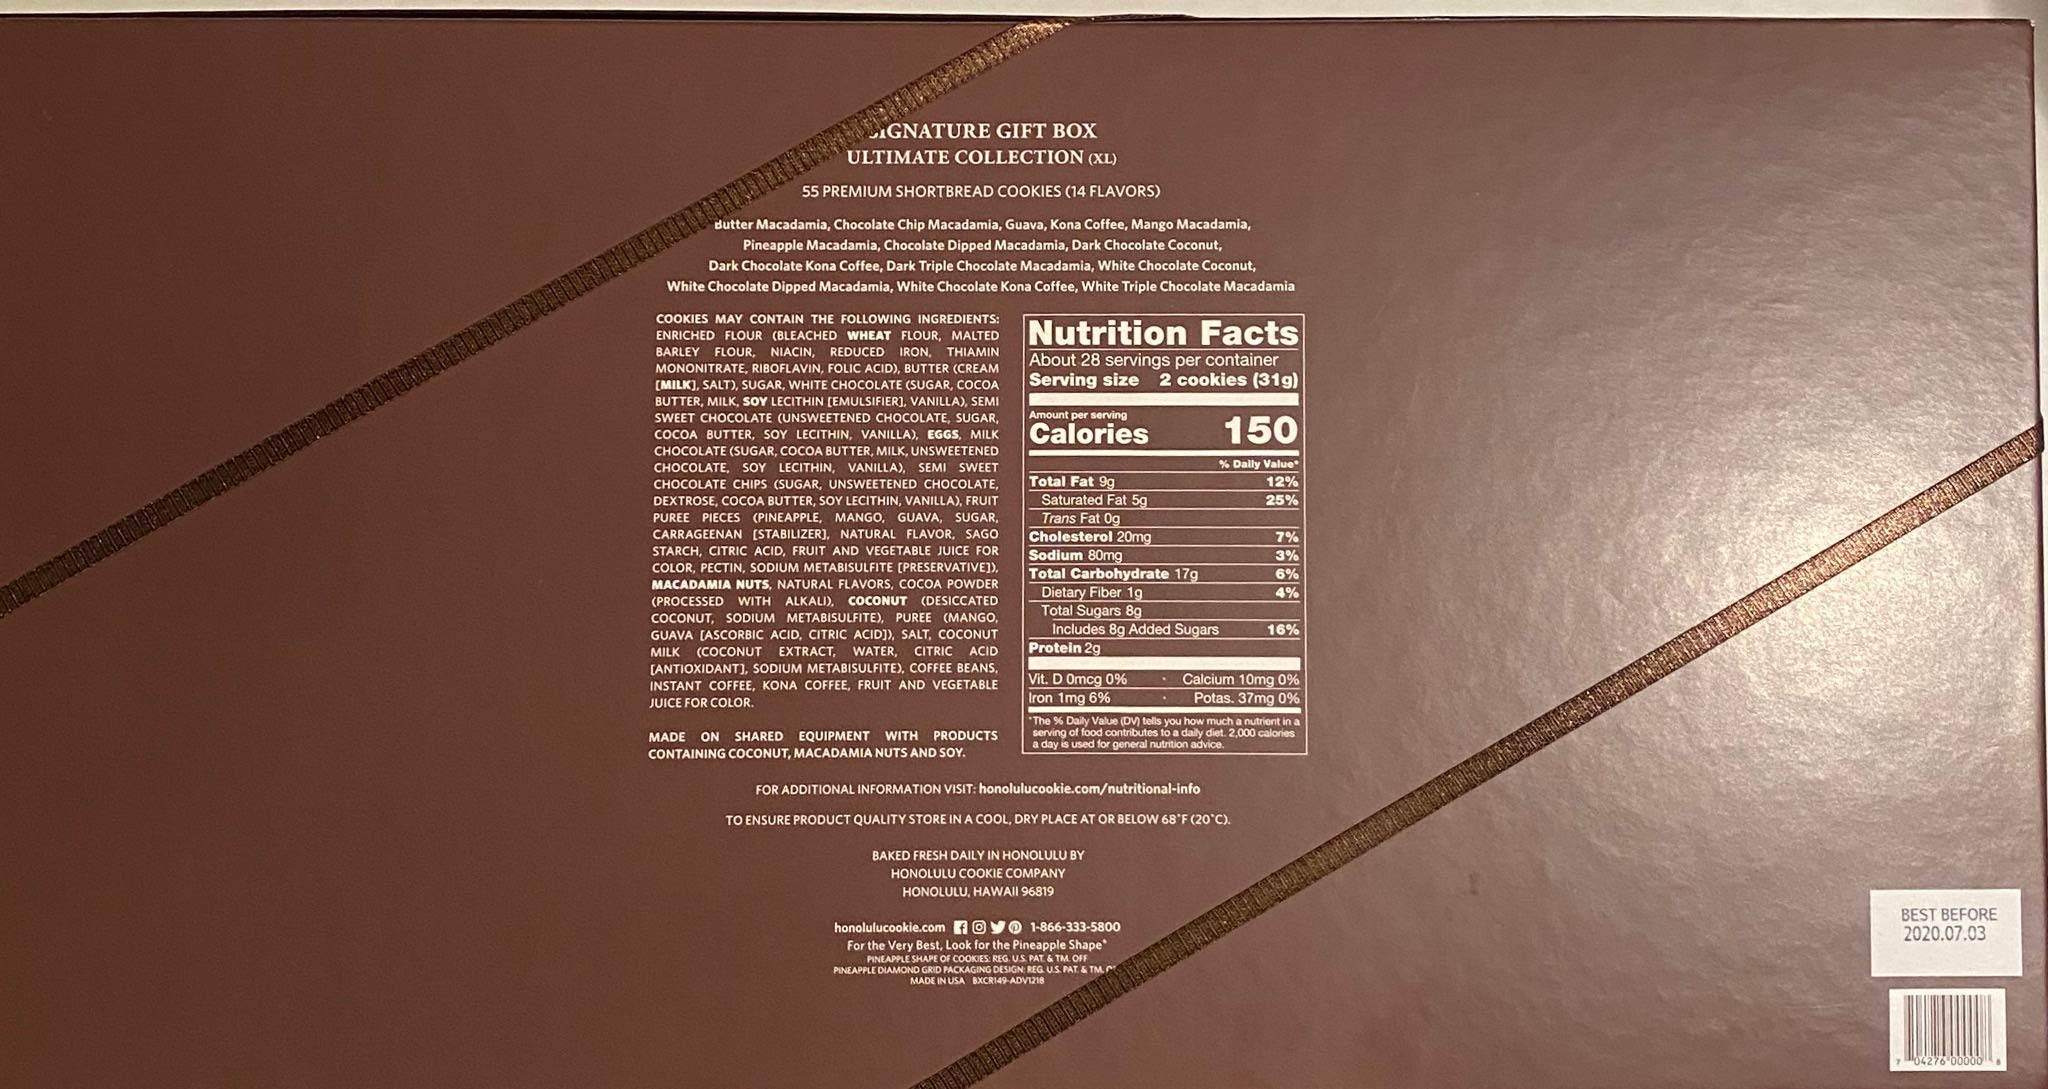 SIGNATURE GIFT BOX
ULTIMATE COLLECTION (XL)
55 PREMIUM SHORTBREAD COOKIES (14 FLAVORS)
Butter Macadamia, Chocolate Chip Macadamia, Guava, Kona Coffee, Mango Macadamia,
Pineapple Macadamia, Chocolate Dipped Macadamia, Dark Chocolate Coconut,
Dark Chocolate Kona Coffee, Dark Triple Chocolate Macadamia, White Chocolate Coconut,
White Chocolate Dipped Macadamia, White Chocolate Kona Coffee, White Triple Chocolate Macadamia
COOKIES MAY CONTAIN THE FOLLOWING INGREDIENTS:
ENRICHED FLOUR (BLEACHED WHEAT FLOUR, MALTED
BARLEY FLOUR, NIACIN, REDUCED IRON, THIAMIN
MONONITRATE, RIBOFLAVIN, FOLIC ACID), BUTTER (CREAM
[MILK], SALT), SUGAR, WHITE CHOCOLATE (SUGAR, COCOA
BUTTER, MILK, SOY LECITHIN [EMULSIFIER], VANILLA), SEMI
SWEET CHOCOLATE (UNSWEETENED CHOCOLATE, SUGAR,
COCOA BUTTER, SOY LECITHIN, VANILLA), EGGS, MILK
CHOCOLATE (SUGAR, COCOA BUTTER, MILK, UNSWEETENED
CHOCOLATE, SOY LECITHIN, VANILLA), SEMI SWEET
CHOCOLATE CHIPS (SUGAR, UNSWEETENED CHOCOLATE,
DEXTROSE, COCOA BUTTER, SOY LECITHIN, VANILLA), FRUIT
PUREE PIECES (PINEAPPLE, MANGO, GUAVA, SUGAR,
CARRAGEENAN [STABILIZER], NATURAL FLAVOR, SAGO
STARCH, CITRIC ACID, FRUIT AND VEGETABLE JUICE FOR
COLOR, PECTIN, SODIUM METABISULFITE [PRESERVATIVE]),
MACADAMIA NUTS, NATURAL FLAVORS, COCOA POWDER
(PROCESSED WITH ALKALI), COCONUT (DESICCATED
COCONUT, SODIUM METABISULFITE), PUREE (MANGO,
GUAVA [ASCORBIC ACID, CITRIC ACID]), SALT, COCONUT
MILK (COCONUT EXTRACT, WATER, CITRIC ACID
[ANTIOXIDANT], SODIUM METABISULFITE), COFFEE BEANS,
INSTANT COFFEE, KONA COFFEE, FRUIT AND VEGETABLE
JUICE FOR COLOR.
MADE ON SHARED EQUIPMENT WITH PRODUCTS
CONTAINING COCONUT, MACADAMIA NUTS AND SOY.
Nutrition Facts
About 28 servings per container
Serving size 2 cookies (31g)
Amount per serving
Calories 150
% Daily Value*
Total Fat 9g 12%
Saturated Fat 5g 25%
Trans Fat 0g
Cholesterol 20mg 7%
Sodium 80mg 3%
Total Carbohydrate 17g 6%
Dietary Fiber 1g 4%
Total Sugars 8g
Includes 8g Added Sugars 16%
Protein 2g
Vit. D 0mcg 0% • Calcium 10mg 0%
Iron 1mg 6% • Potas. 37mg 0%
*The % Daily Value (DV) tells you how much a nutrient in a
serving of food contributes to a daily diet. 2,000 calories
a day is used for general nutrition advice.
FOR ADDITIONAL INFORMATION VISIT: honolulucookie.com/nutritional-info
TO ENSURE PRODUCT QUALITY STORE IN A COOL, DRY PLACE AT OR BELOW 68°F (20°C).
BAKED FRESH DAILY IN HONOLULU BY
HONOLULU COOKIE COMPANY
HONOLULU, HAWAII 96819
honolulucookie.com 1-866-333-5800
For the Very Best, Look for the Pineapple Shape®
PINEAPPLE SHAPE OF COOKIES: REG. U.S. PAT. & TM. OFF
PINEAPPLE DIAMOND GRID PACKAGING DESIGN: REG. U.S. PAT. & TM.
MADE IN USA BXCR149-ADV1218
BEST BEFORE
2020.07.03
7 04276 00000 8